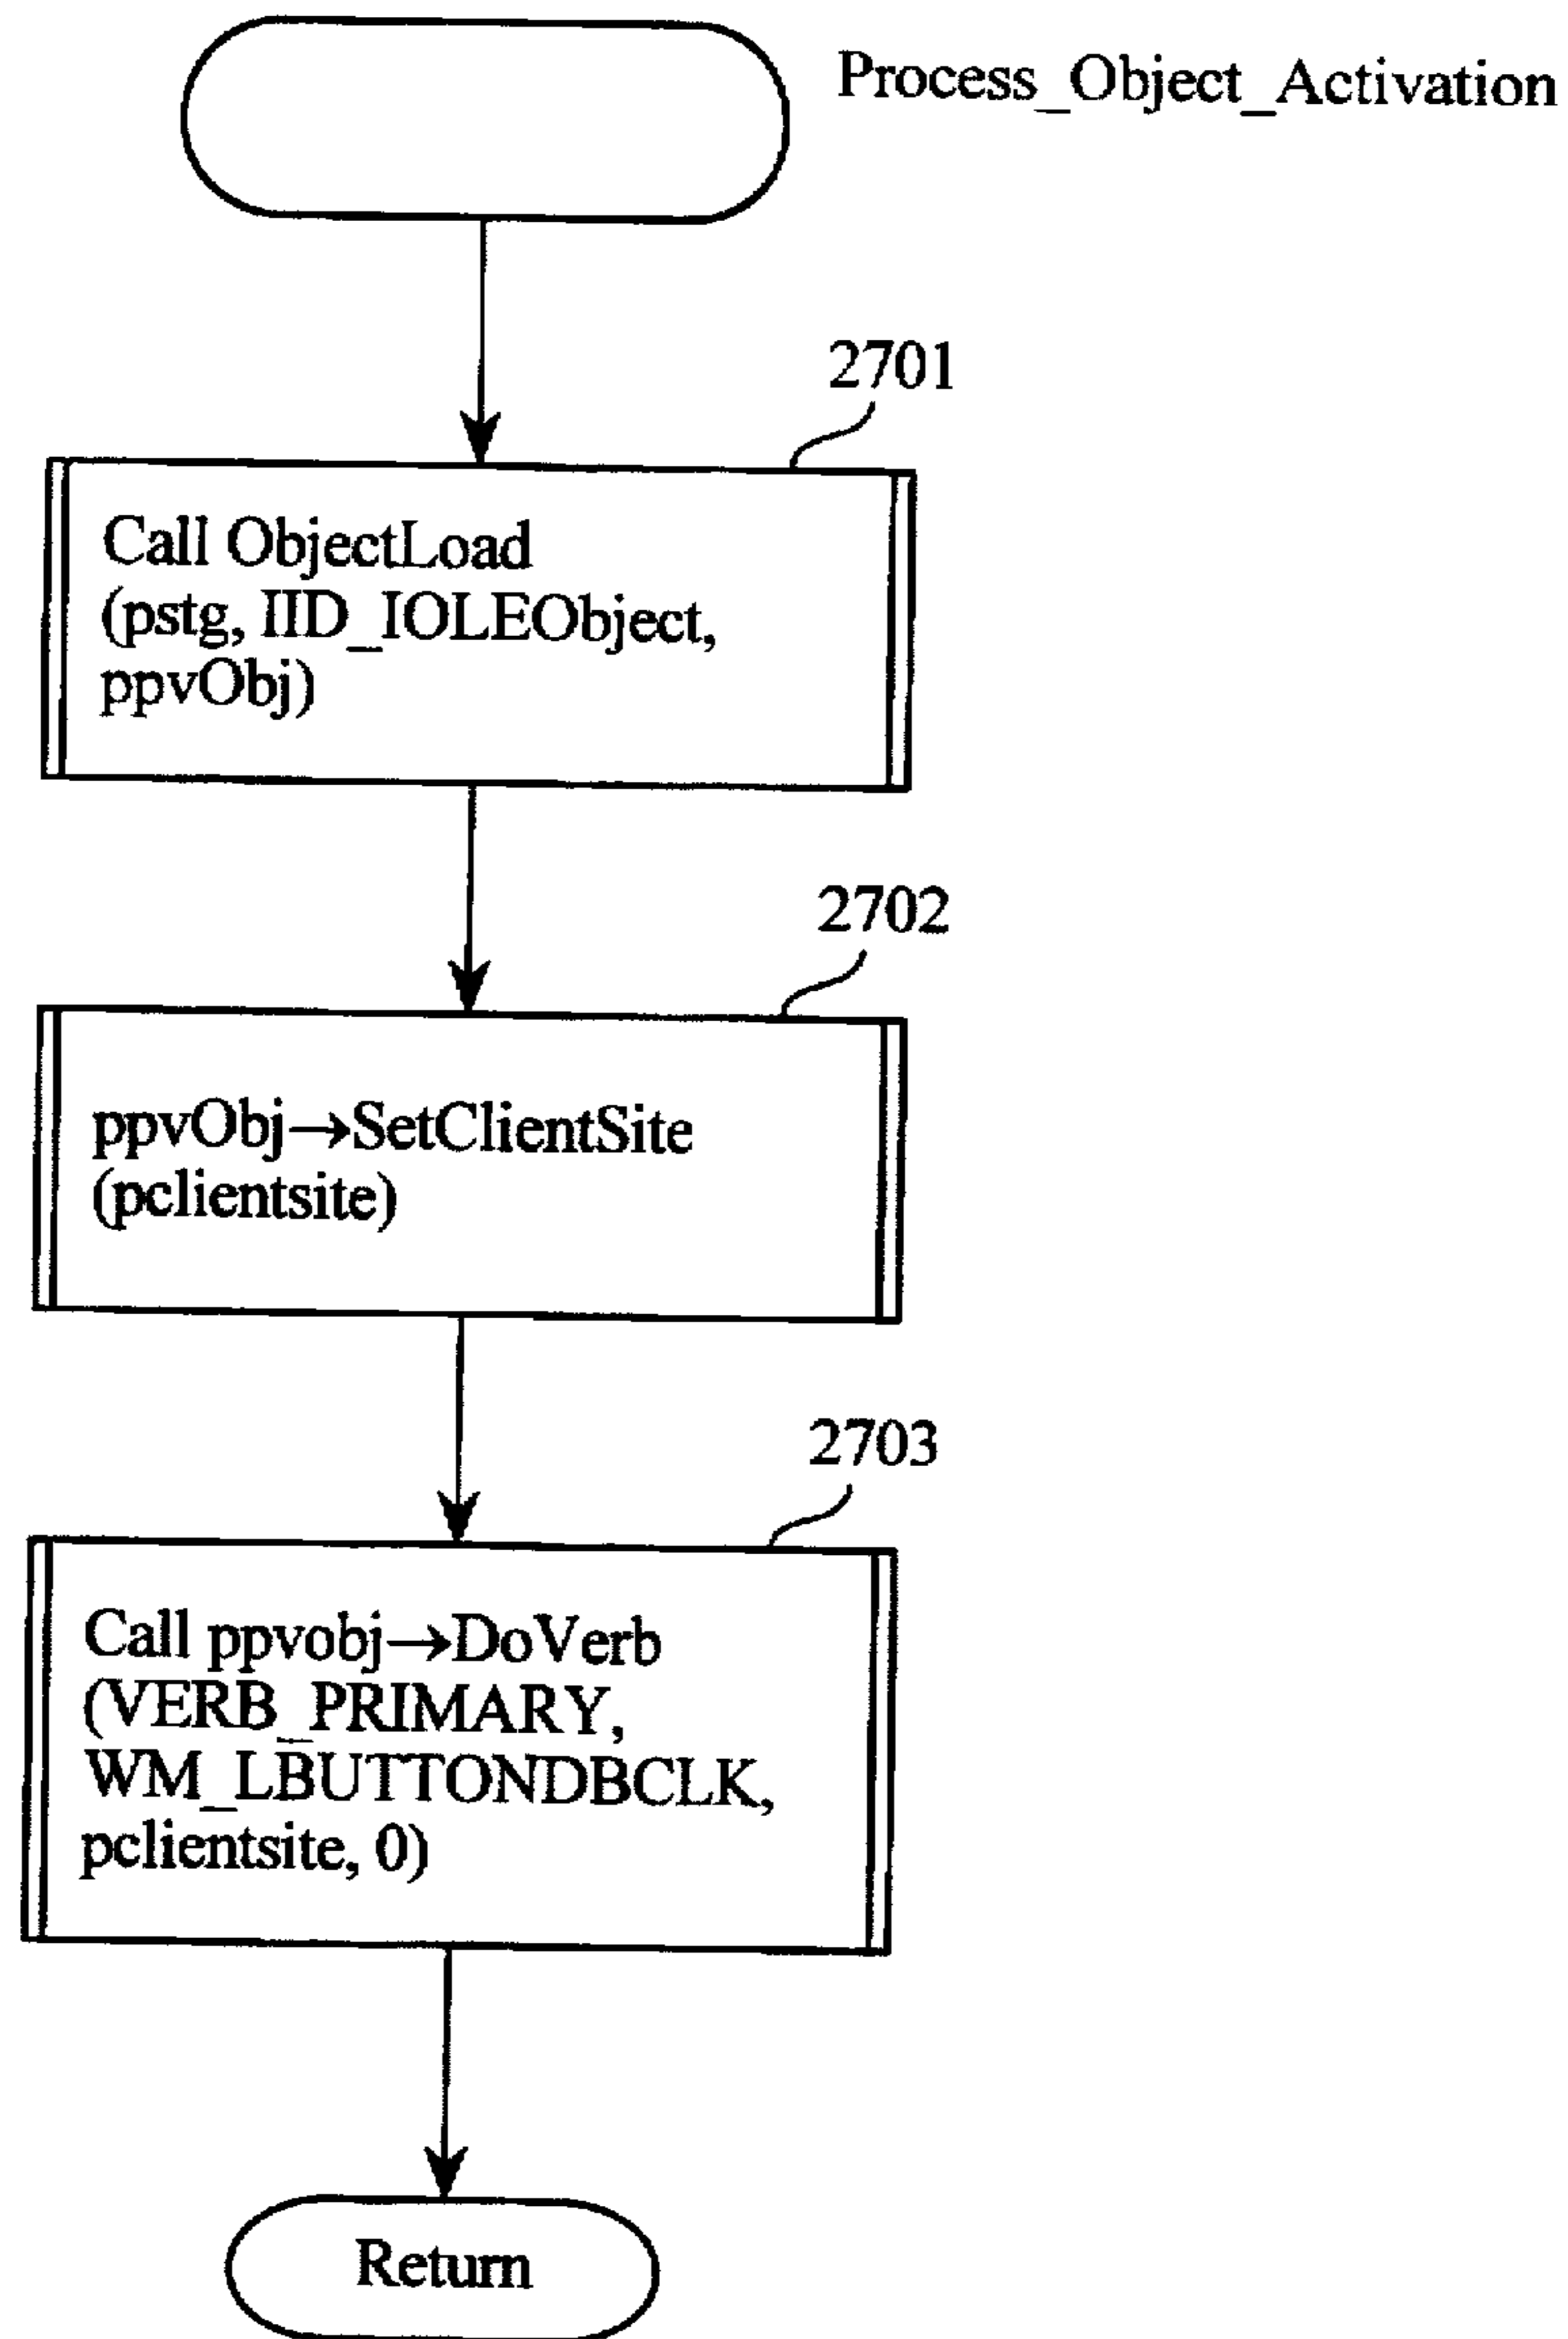 Process_Object_Activation
2701
Call ObjectLoad
(pstg, IID_IOLEObject,
ppvObj)
2702
ppvObj→SetClientSite
(pclientsite)
2703
Call ppvobj→DoVerb
(VERB_PRIMARY,
WM_LBUTTONDBCLK,
pclientsite, 0)
Return